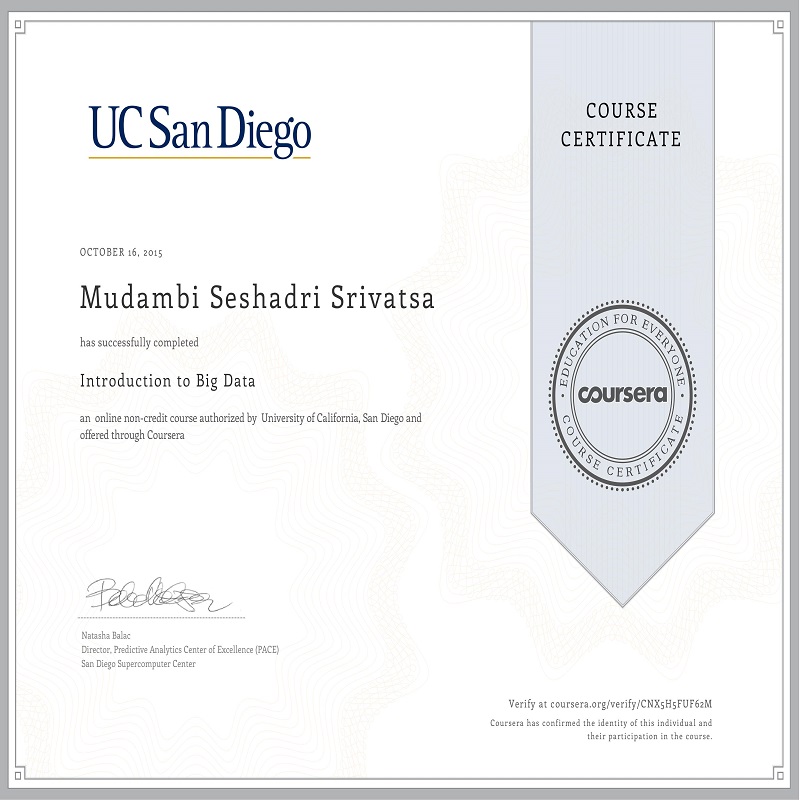 UC San Diego
COURSE
CERTIFICATE
OCTOBER 16, 2015
Mudambi Seshadri Srivatsa
has successfully completed
Introduction to Big Data
an online non-credit course authorized by University of California, San Diego and
offered through Coursera
EDUCATION FOR EVERYONE
coursera
COURSE CERTIFICATE
Natasha Balac
Director, Predictive Analytics Center of Excellence (PACE)
San Diego Supercomputer Center
Verify at coursera.org/verify/CNX5H5FUF62M
Coursera has confirmed the identity of this individual and
their participation in the course.